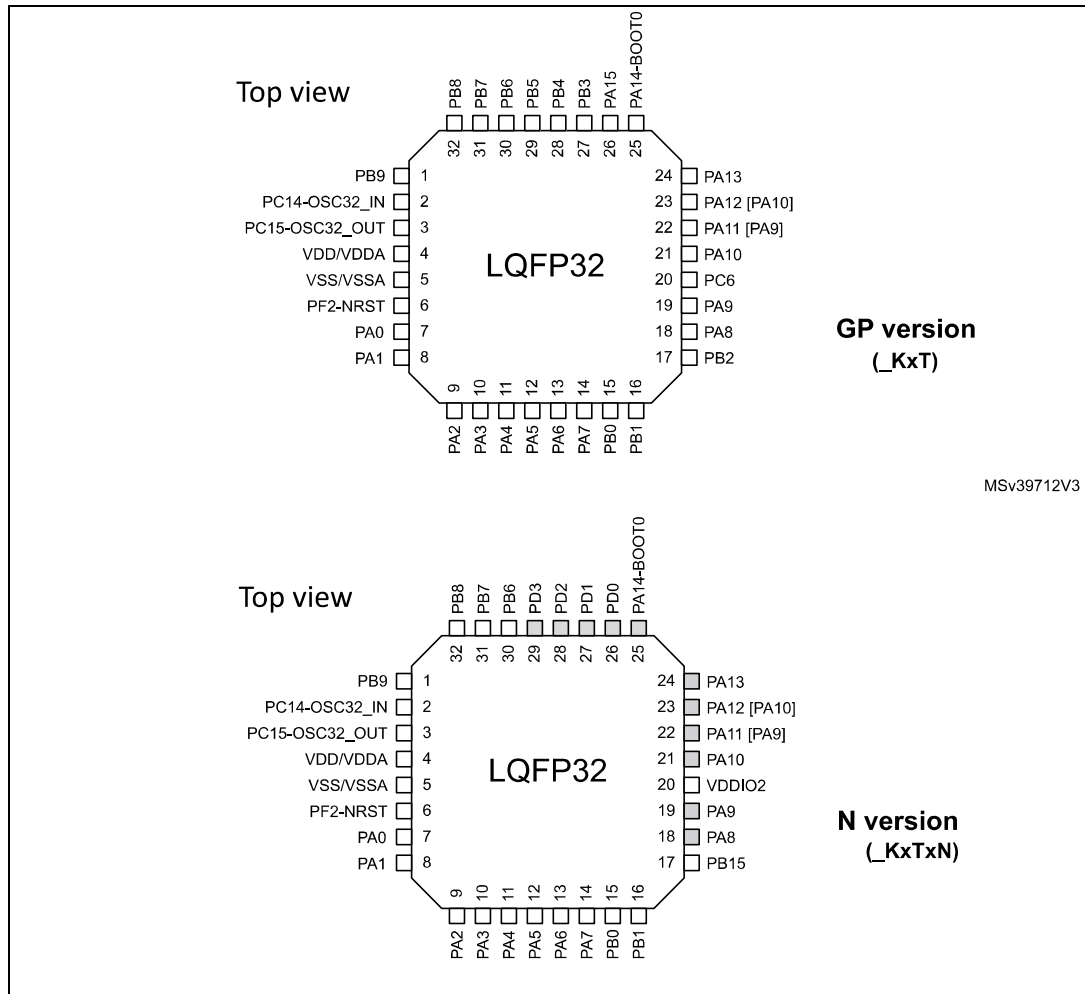 Top view
PB8 PB7 PB6 PB5 PB4 PB3 PA15 PA14-BOOT0
32 31 30 29 28 27 26 25
PB9 1 24 PA13
PC14-OSC32_IN 2 23 PA12 [PA10]
PC15-OSC32_OUT 3 22 PA11 [PA9]
VDD/VDDA 4 21 PA10
LQFP32
VSS/VSSA 5 20 PC6
PF2-NRST 6 19 PA9
PA0 7 18 PA8
PA1 8 17 PB2
GP version
(_KxT)
9 10 11 12 13 14 15 16
PA2 PA3 PA4 PA5 PA6 PA7 PB0 PB1
MSv39712V3
Top view
PB8 PB7 PB6 PD3 PD2 PD1 PD0 PA14-BOOT0
32 31 30 29 28 27 26 25
PB9 1 24 PA13
PC14-OSC32_IN 2 23 PA12 [PA10]
PC15-OSC32_OUT 3 22 PA11 [PA9]
VDD/VDDA 4 21 PA10
LQFP32
VSS/VSSA 5 20 VDDIO2
PF2-NRST 6 19 PA9
PA0 7 18 PA8
PA1 8 17 PB15
N version
(_KxTxN)
9 10 11 12 13 14 15 16
PA2 PA3 PA4 PA5 PA6 PA7 PB0 PB1